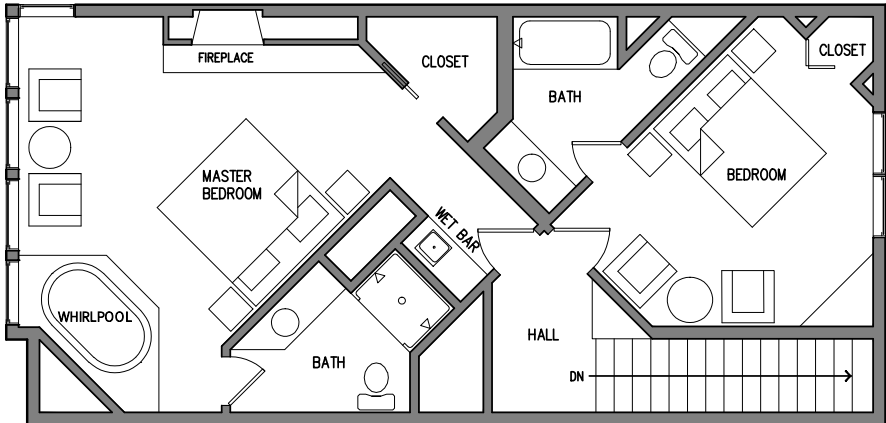 FIREPLACE
CLOSET
BATH
CLOSET
MASTER
BEDROOM
BEDROOM
WET BAR
WHIRLPOOL
BATH
HALL
DN